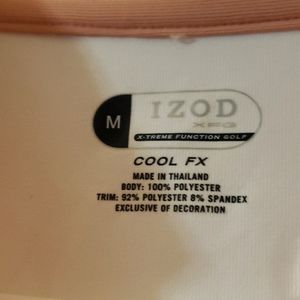 M IZOD
XFG
X-TREME FUNCTION GOLF
COOL FX
MADE IN THAILAND
BODY: 100% POLYESTER
TRIM: 92% POLYESTER 8% SPANDEX
EXCLUSIVE OF DECORATION